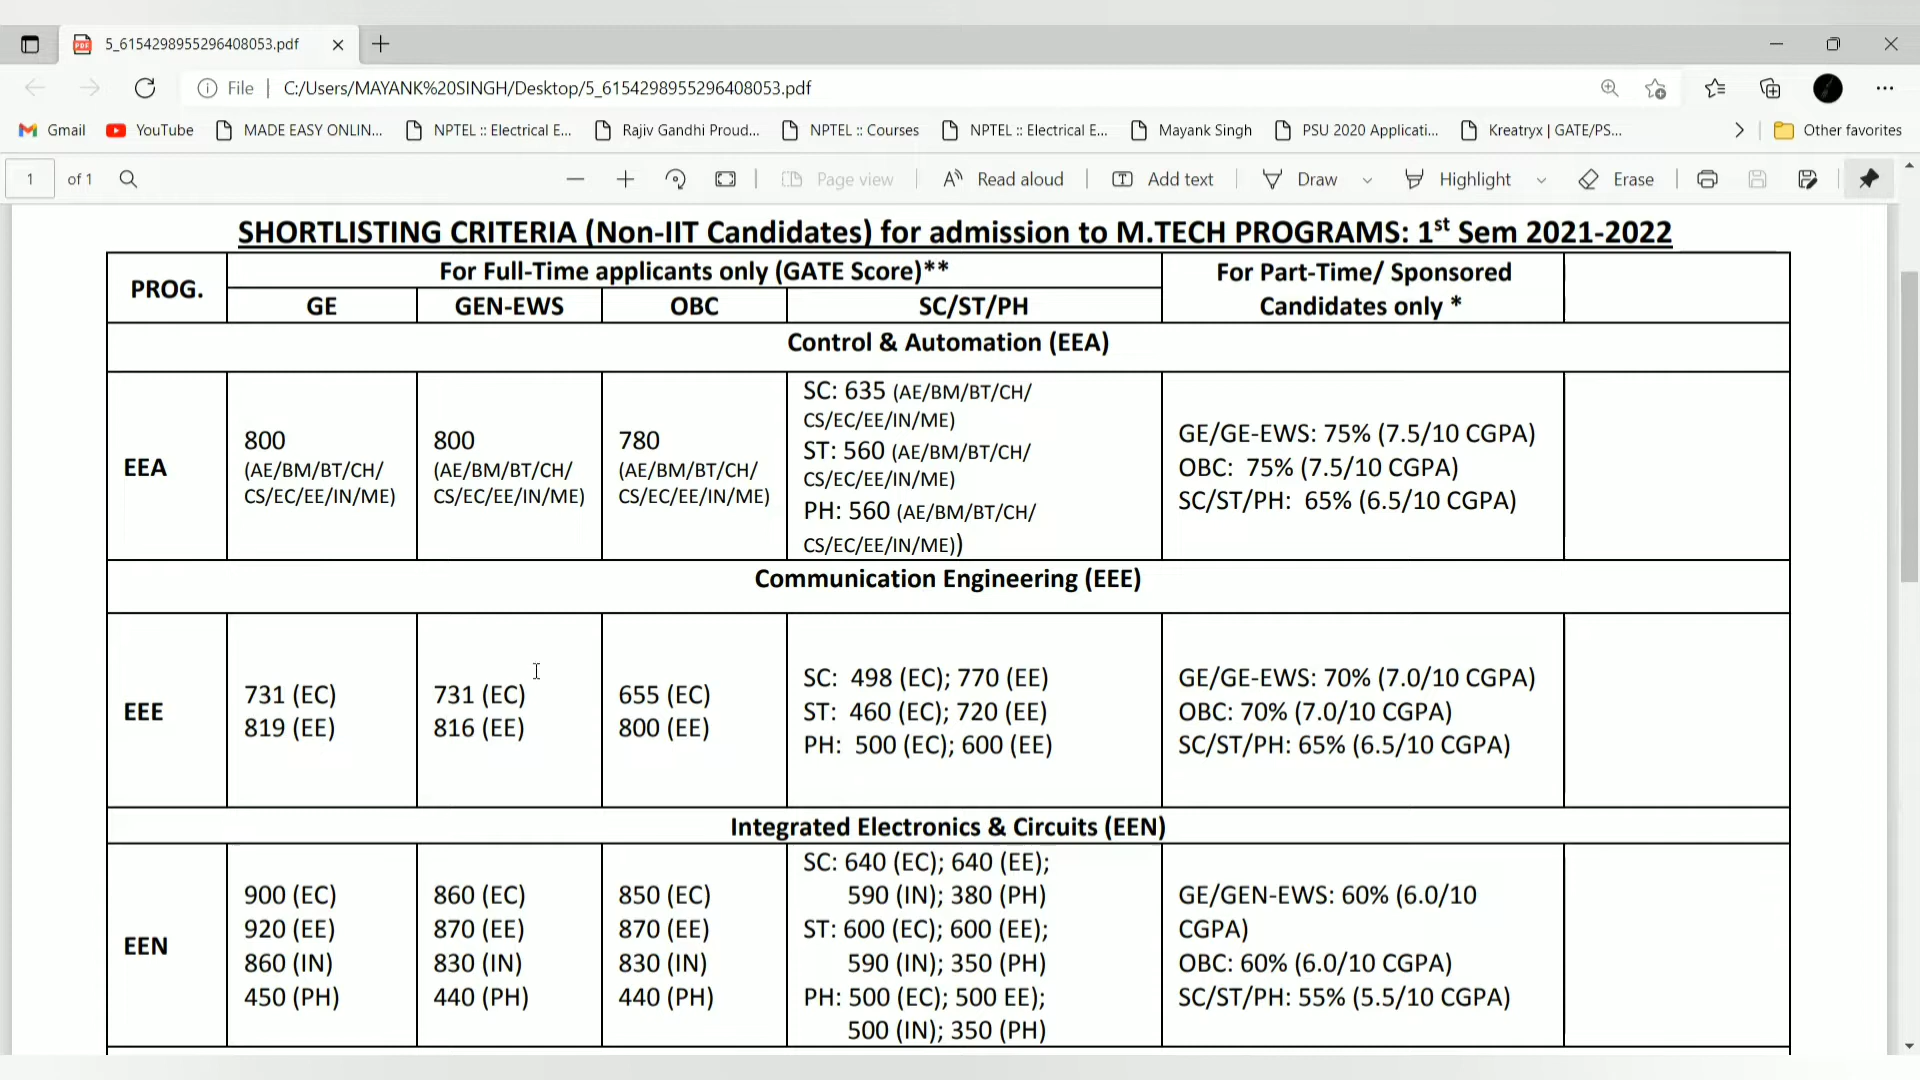 5_6154298955296408053.pdf
File | C:/Users/MAYANK%20SINGH/Desktop/5_6154298955296408053.pdf
Gmail YouTube MADE EASY ONLIN... NPTEL :: Electrical E... Rajiv Gandhi Proud... NPTEL :: Courses NPTEL :: Electrical E... Mayank Singh PSU 2020 Applicati... Kreatryx | GATE/PS... Other favorites
1 of 1 Page view Read aloud Add text Draw Highlight Erase
SHORTLISTING CRITERIA (Non-IIT Candidates) for admission to M.TECH PROGRAMS: 1st Sem 2021-2022
PROG.
For Full-Time applicants only (GATE Score)**
GE GEN-EWS OBC SC/ST/PH
For Part-Time/ Sponsored
Candidates only *
Control & Automation (EEA)
EEA
800
(AE/BM/BT/CH/
CS/EC/EE/IN/ME)
800
(AE/BM/BT/CH/
CS/EC/EE/IN/ME)
780
(AE/BM/BT/CH/
CS/EC/EE/IN/ME)
SC: 635 (AE/BM/BT/CH/
CS/EC/EE/IN/ME)
ST: 560 (AE/BM/BT/CH/
CS/EC/EE/IN/ME)
PH: 560 (AE/BM/BT/CH/
CS/EC/EE/IN/ME))
GE/GE-EWS: 75% (7.5/10 CGPA)
OBC: 75% (7.5/10 CGPA)
SC/ST/PH: 65% (6.5/10 CGPA)
Communication Engineering (EEE)
EEE
731 (EC)
819 (EE)
731 (EC)
816 (EE)
655 (EC)
800 (EE)
SC: 498 (EC); 770 (EE)
ST: 460 (EC); 720 (EE)
PH: 500 (EC); 600 (EE)
GE/GE-EWS: 70% (7.0/10 CGPA)
OBC: 70% (7.0/10 CGPA)
SC/ST/PH: 65% (6.5/10 CGPA)
Integrated Electronics & Circuits (EEN)
EEN
900 (EC)
920 (EE)
860 (IN)
450 (PH)
860 (EC)
870 (EE)
830 (IN)
440 (PH)
850 (EC)
870 (EE)
830 (IN)
440 (PH)
SC: 640 (EC); 640 (EE);
590 (IN); 380 (PH)
ST: 600 (EC); 600 (EE);
590 (IN); 350 (PH)
PH: 500 (EC); 500 EE);
500 (IN); 350 (PH)
GE/GEN-EWS: 60% (6.0/10
CGPA)
OBC: 60% (6.0/10 CGPA)
SC/ST/PH: 55% (5.5/10 CGPA)